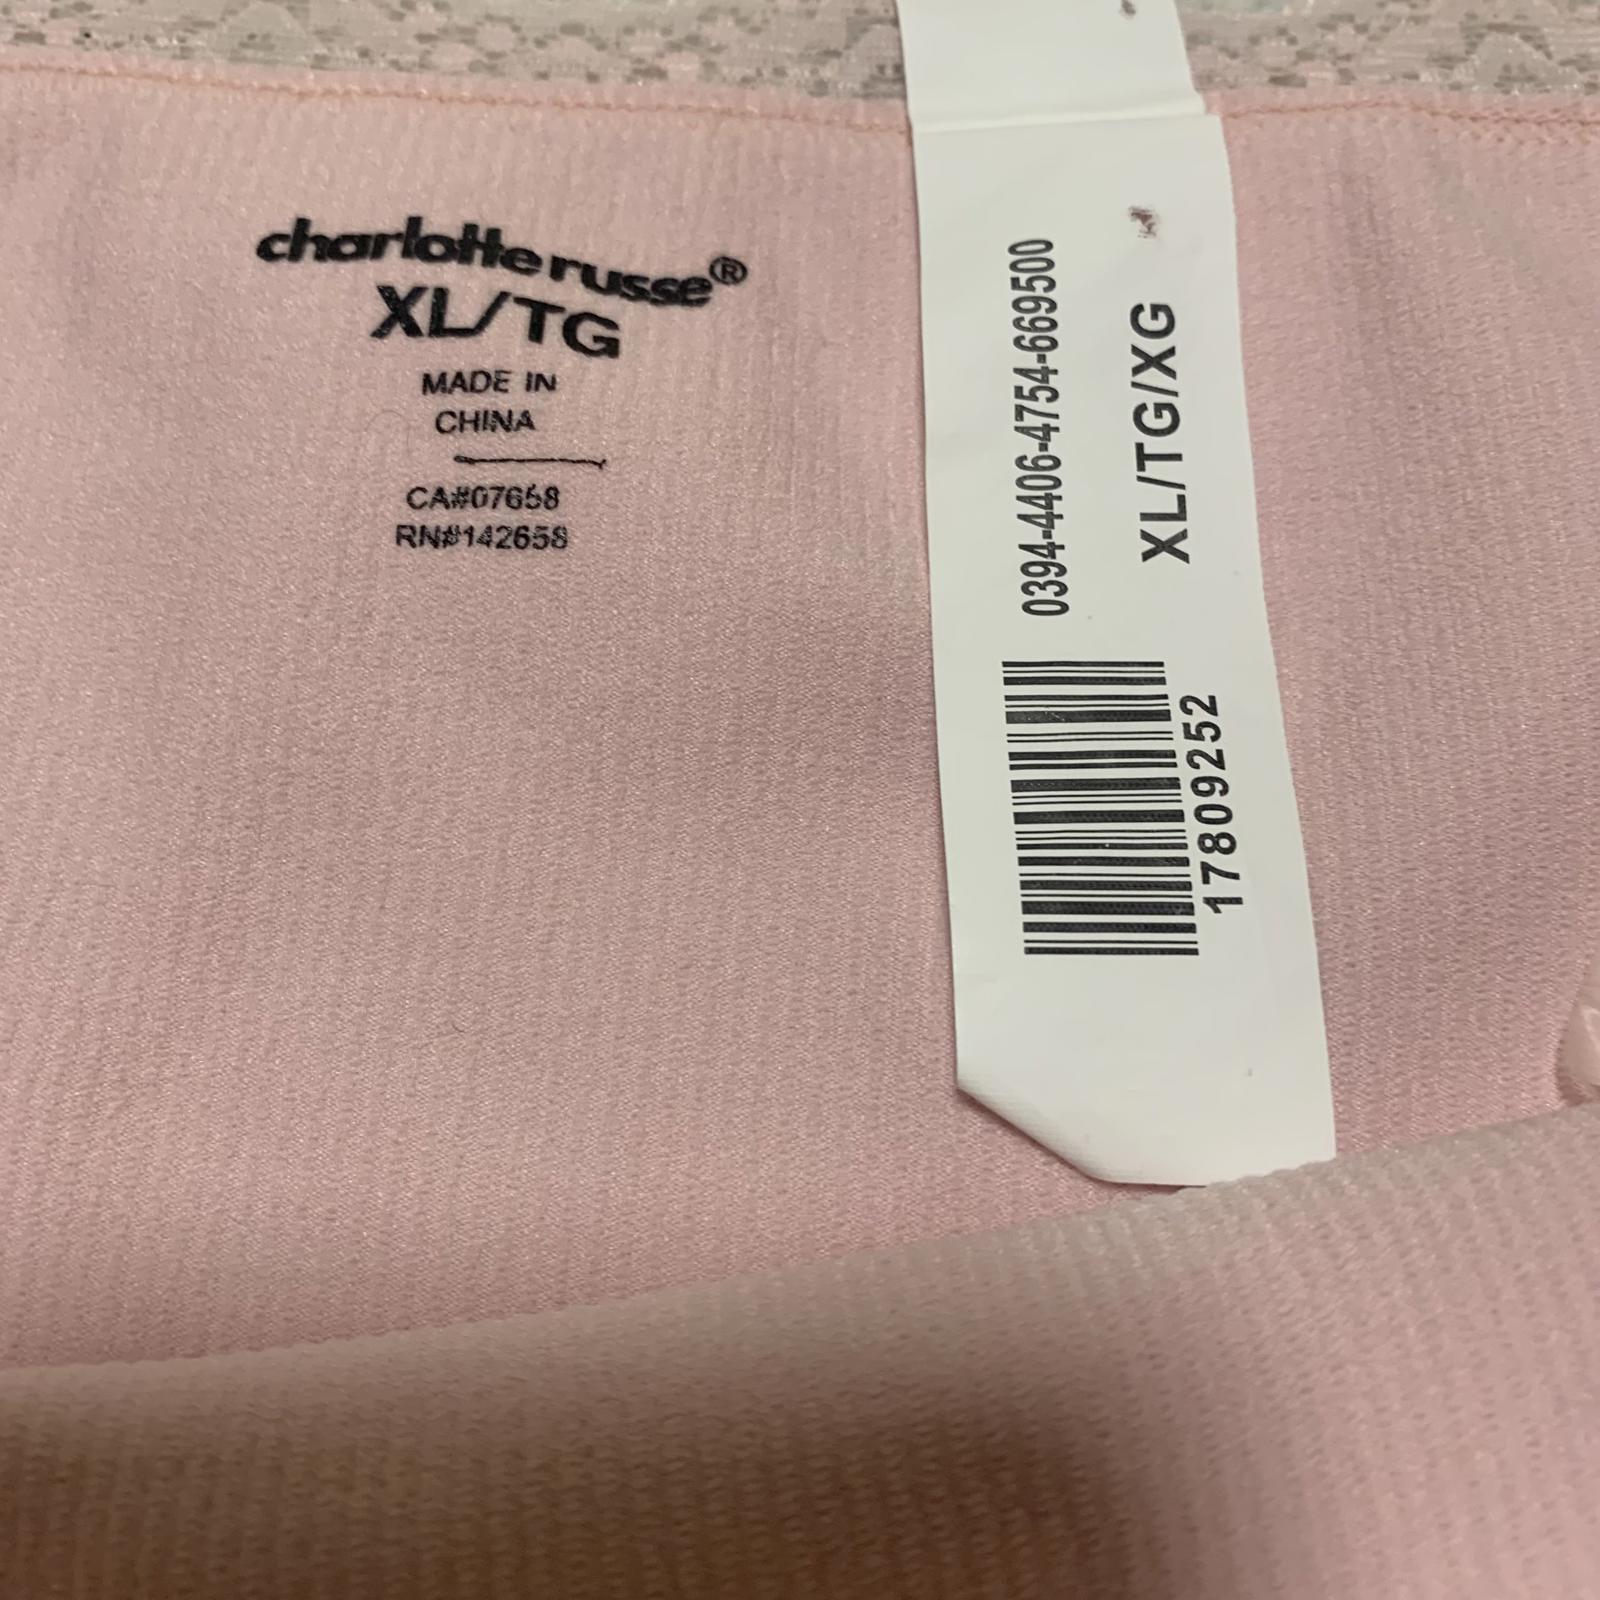 charlotte russe®
XL/TG
MADE IN
CHINA
CA#07658
RN#142658
0394-4406-4754-669500
XL/TG/XG
17809252